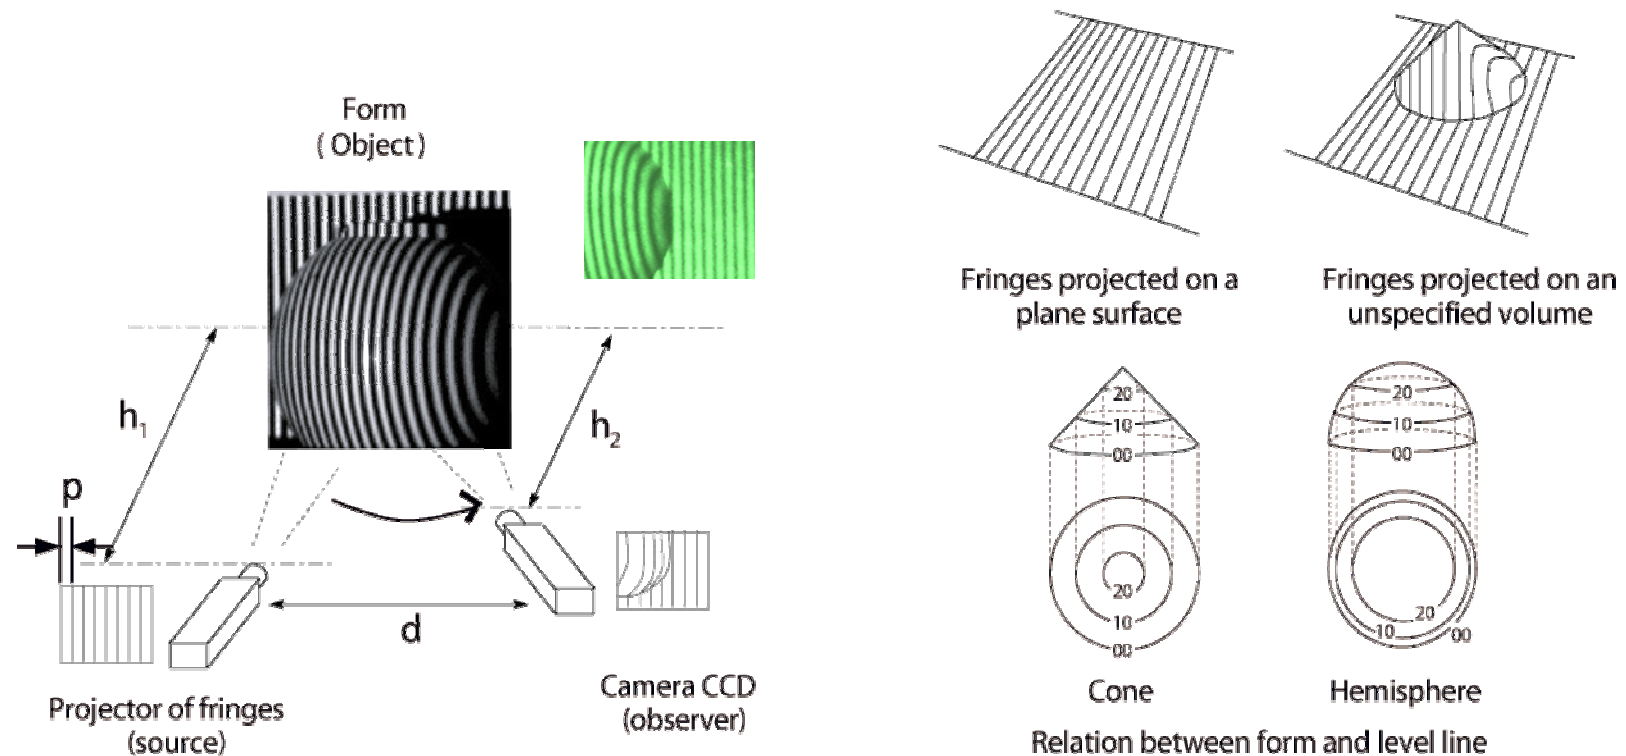 Form
( Object )
h1
h2
p
d
Projector of fringes
(source)
Camera CCD
(observer)
Fringes projected on a
plane surface
Fringes projected on an
unspecified volume
20
10
00
20
10
00
20
10
00
20
10
00
Cone
Hemisphere
Relation between form and level line